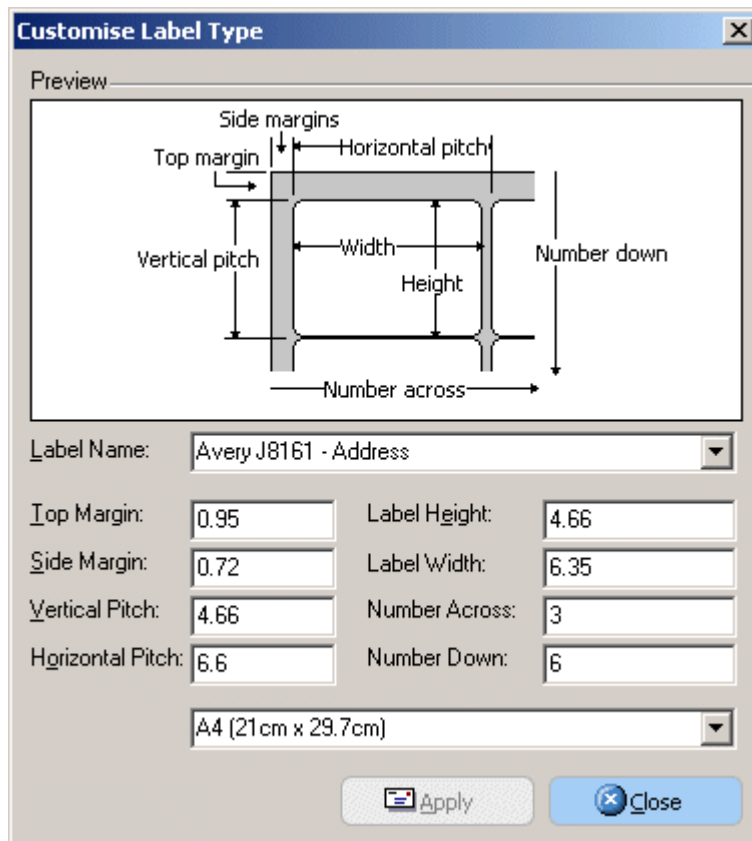 Customise Label Type
Preview
Side margins
Horizontal pitch
Top margin
Vertical pitch
Width
Number down
Height
Number across
Label Name: Avery J8161 - Address
Top Margin: 0.95 Label Height: 4.66
Side Margin: 0.72 Label Width: 6.35
Vertical Pitch: 4.66 Number Across: 3
Horizontal Pitch: 6.6 Number Down: 6
A4 (21cm x 29.7cm)
Apply Close